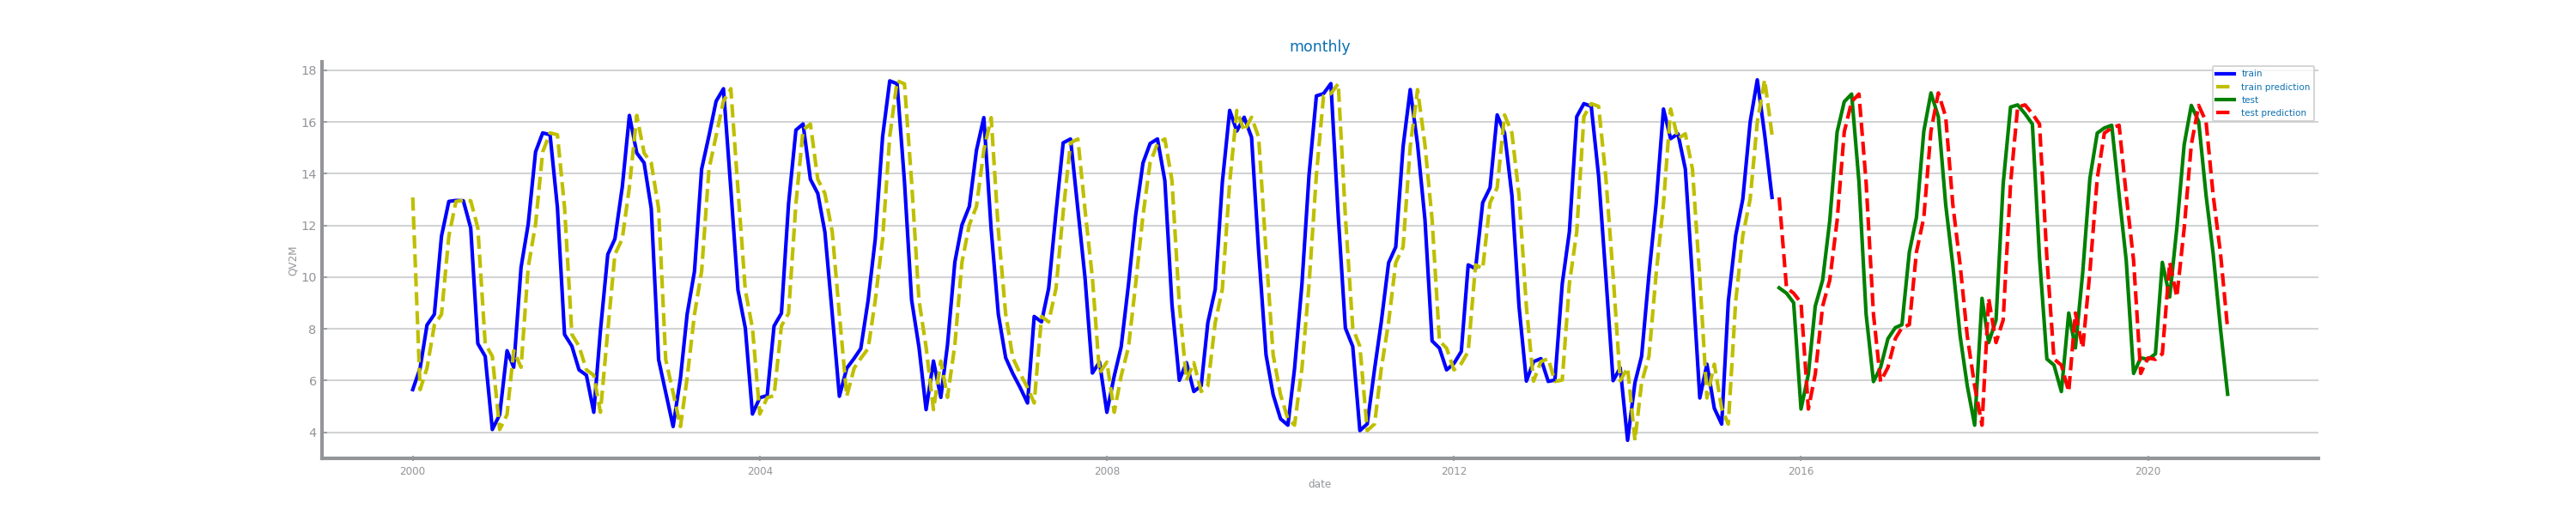 monthly
train
train prediction
test
test prediction
18
16
14
12
10
8
6
4
QV2M
2000 2004 2008 2012 2016 2020
date